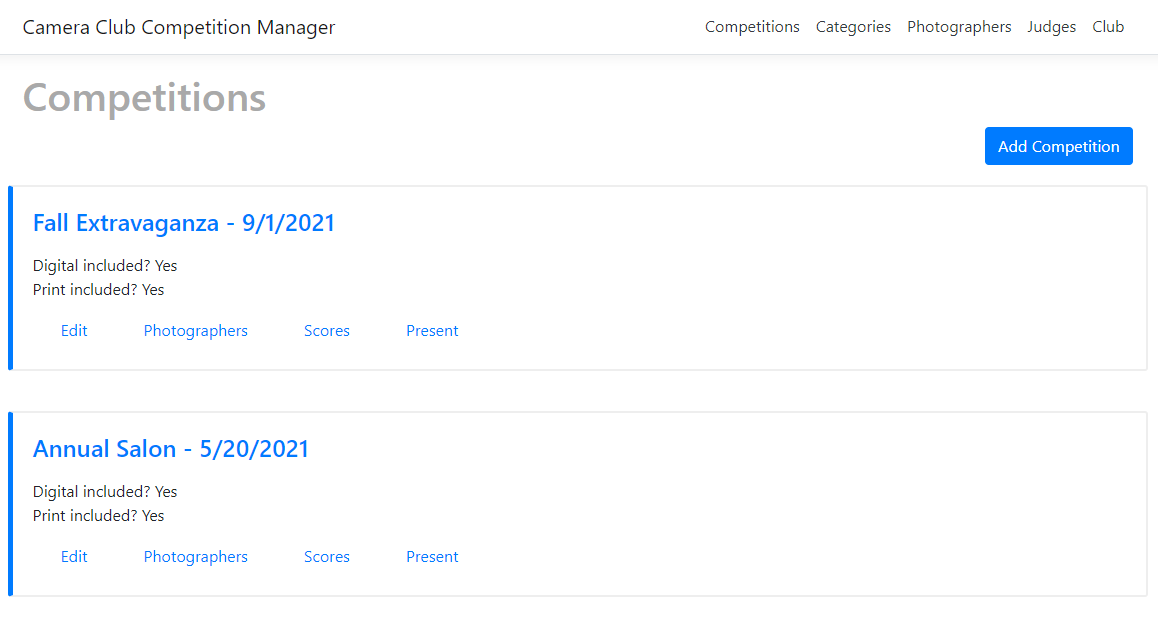 Camera Club Competition Manager
Competitions Categories Photographers Judges Club
Competitions
Add Competition
Fall Extravaganza - 9/1/2021
Digital included? Yes
Print included? Yes
Edit Photographers Scores Present
Annual Salon - 5/20/2021
Digital included? Yes
Print included? Yes
Edit Photographers Scores Present